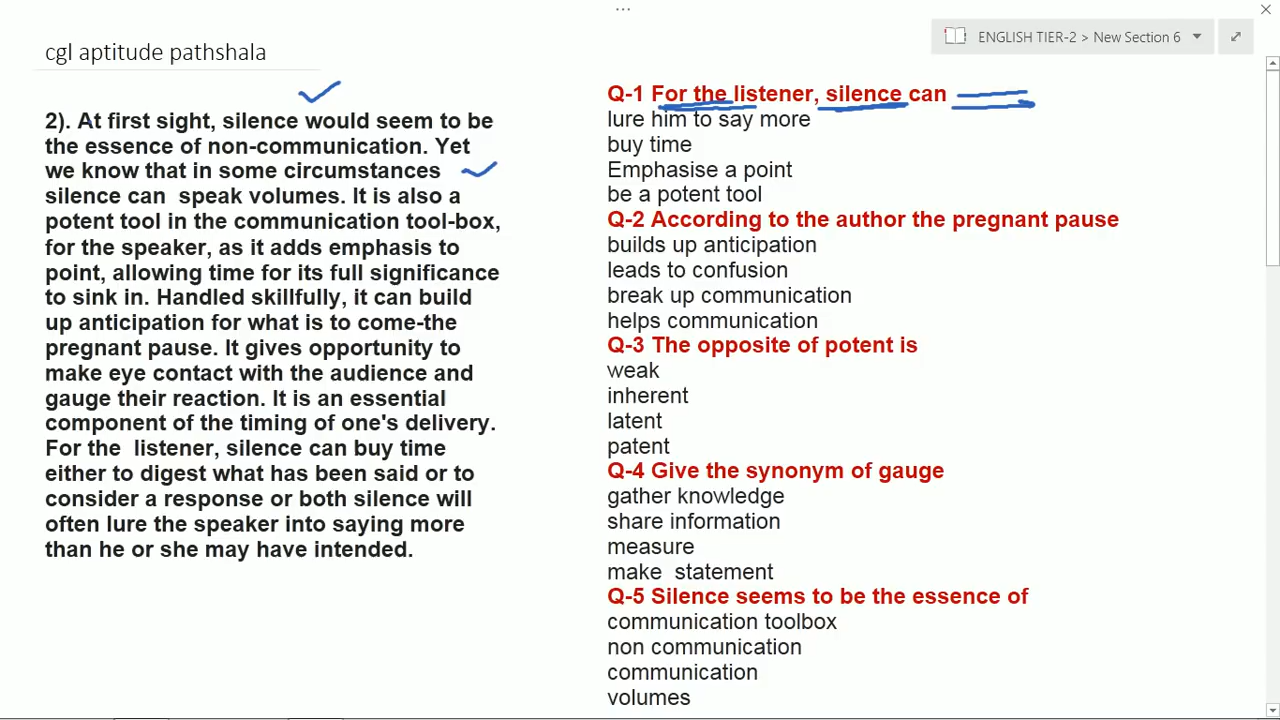 cgl aptitude pathshala
ENGLISH TIER-2 > New Section 6
2). At first sight, silence would seem to be
the essence of non-communication. Yet
we know that in some circumstances
silence can  speak volumes. It is also a
potent tool in the communication tool-box,
for the speaker, as it adds emphasis to
point, allowing time for its full significance
to sink in. Handled skillfully, it can build
up anticipation for what is to come-the
pregnant pause. It gives opportunity to
make eye contact with the audience and
gauge their reaction. It is an essential
component of the timing of one's delivery.
For the  listener, silence can buy time
either to digest what has been said or to
consider a response or both silence will
often lure the speaker into saying more
than he or she may have intended.
Q-1 For the listener, silence can
lure him to say more
buy time
Emphasise a point
be a potent tool
Q-2 According to the author the pregnant pause
builds up anticipation
leads to confusion
break up communication
helps communication
Q-3 The opposite of potent is
weak
inherent
latent
patent
Q-4 Give the synonym of gauge
gather knowledge
share information
measure
make  statement
Q-5 Silence seems to be the essence of
communication toolbox
non communication
communication
volumes